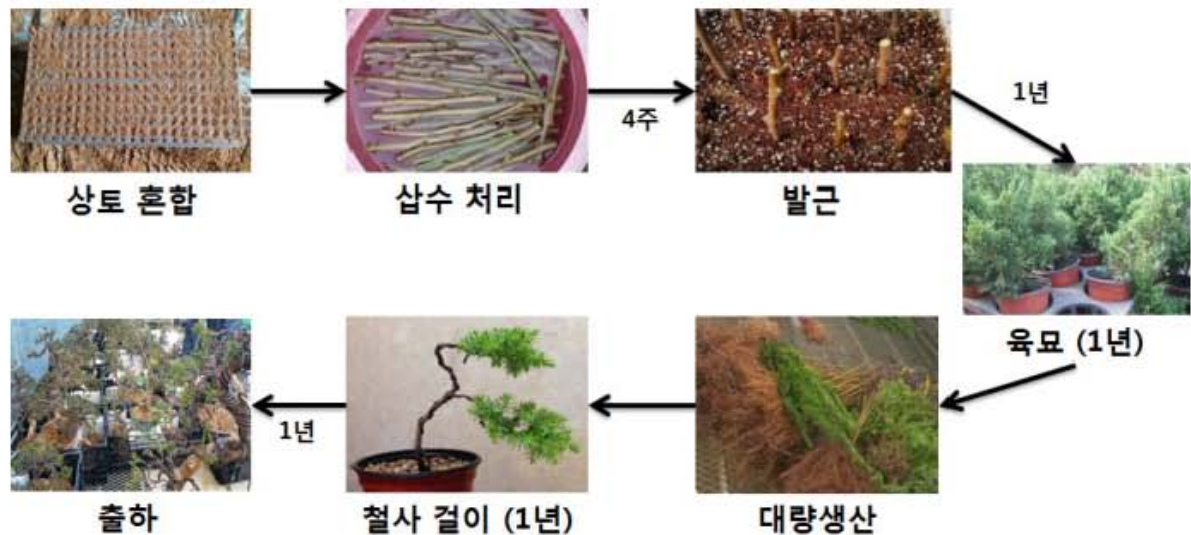 상토 혼합
삽수 처리
4주
발근
1년
육묘 (1년)
대량생산
철사 걸이 (1년)
1년
출하